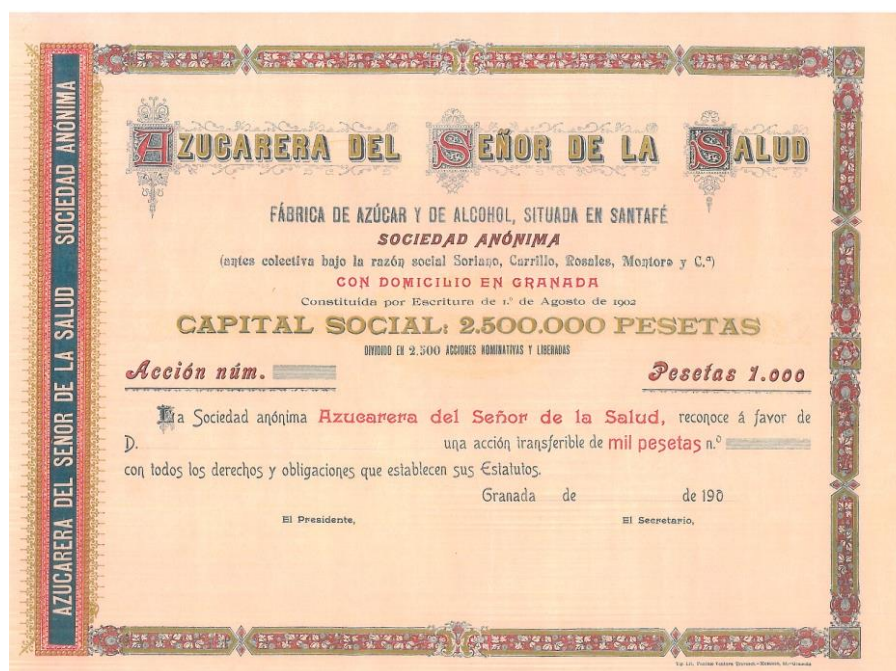 AZUCARERA DEL SEÑOR DE LA SALUD SOCIEDAD ANÓNIMA
AZUCARERA DEL SEÑOR DE LA SALUD
FÁBRICA DE AZÚCAR Y DE ALCOHOL, SITUADA EN SANTAFÉ
SOCIEDAD ANÓNIMA
(antes colectiva bajo la razón social Soriano, Carrillo, Rosales, Montoro y C.ª)
CON DOMICILIO EN GRANADA
Constituída por Escritura de 1.º de Agosto de 1902
CAPITAL SOCIAL: 2.500.000 PESETAS
DIVIDIDO EN 2.500 ACCIONES NOMINATIVAS Y LIBERADAS
Acción núm. Pesetas 1.000
La Sociedad anónima Azucarera del Señor de la Salud, reconoce á favor de
D. una acción transferible de mil pesetas n.º
con todos los derechos y obligaciones que establecen sus Estatutos.
Granada de de 190
El Presidente, El Secretario,
Tip. Lit.